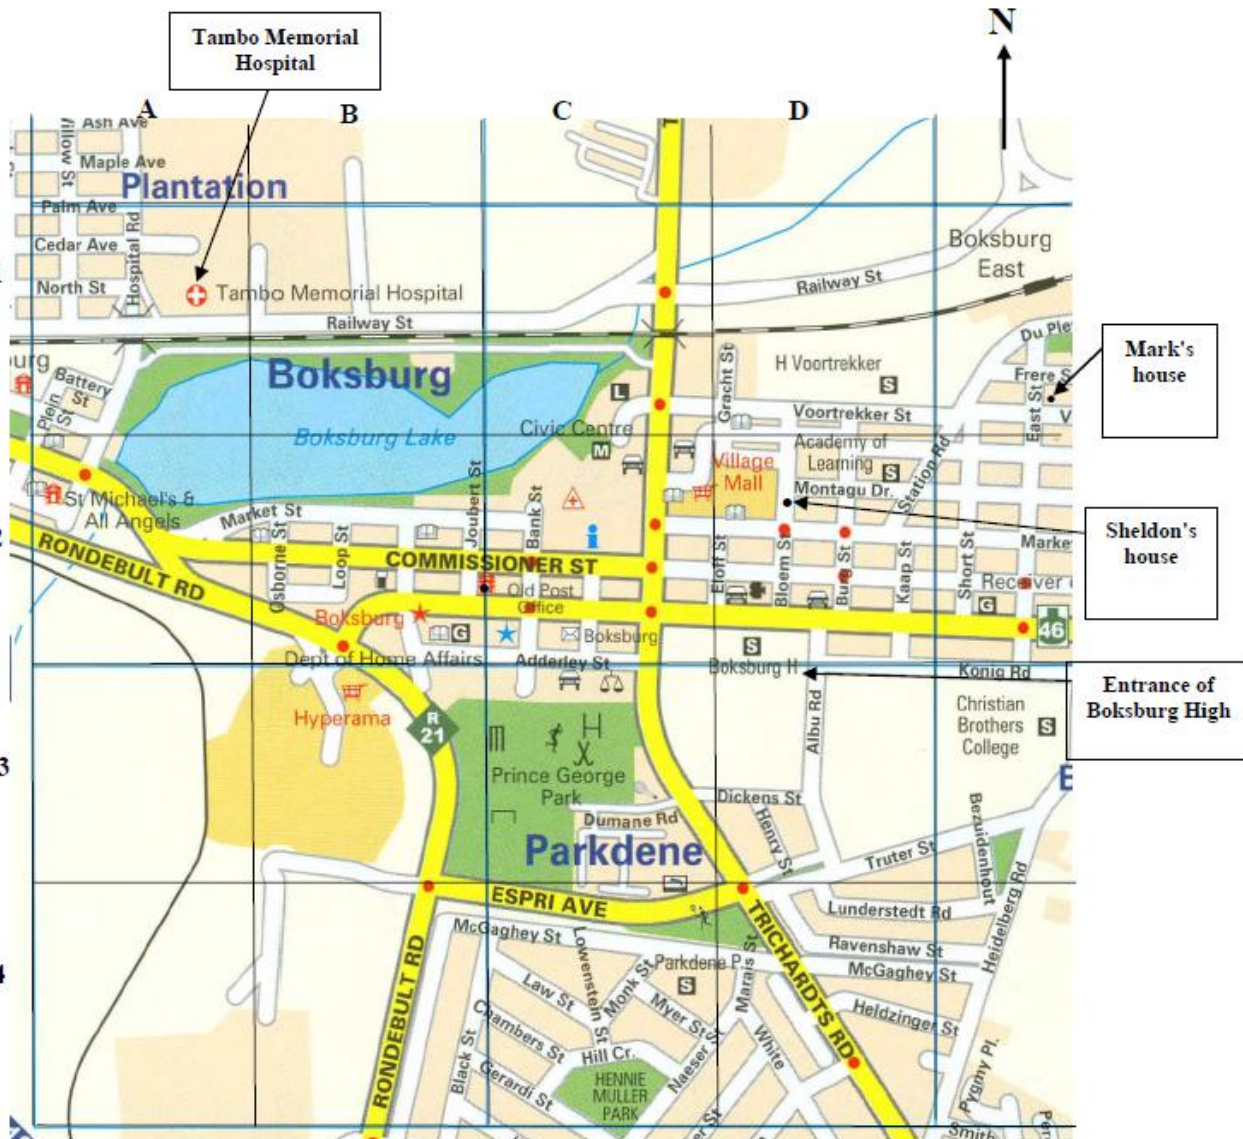 Tambo Memorial
Hospital
N
A
B
C
D
Ash Ave
Maple Ave
Plantation
Palm Ave
Cedar Ave
Hospital Rd
North St
Tambo Memorial Hospital
Railway St
Railway St
Boksburg
East
Du Ple
Mark's
house
Battery
St
Plein
St
Boksburg
L
Gracht St
H Voortrekker
S
Frere S
East St
V
Voortrekker St
Boksburg Lake
Civic Centre
M
Academy of
Learning
S
Station Rd
Village
Mall
Montagu Dr.
Sheldon's
house
St Michael's &
All Angels
Market St
Joubert St
Bank St
Osborne St
Loop St
COMMISSIONER ST
RONDEBULT RD
Eloff St
Bloem St
Burg St
Kaap St
Short St
Marke
Receiver
G
46
Old Post
Office
Boksburg
G
Boksburg
S
Dept of Home Affairs
Adderley St
Boksburg H
Konig Rd
Entrance of
Boksburg High
Hyperama
R
21
Albu Rd
Christian
Brothers
College
S
3
Prince George
Park
B
Dumane Rd
Dickens St
Henry St
Parkdene
Truter St
Bezuidenhout
Heidelberg Rd
ESPRI AVE
TRICHARDTS RD
Lunderstedt Rd
Ravenshaw St
McGaghey St
McGaghey St
RONDEBULT RD
Lowenstein St
Parkdene P
S
Marais St
Law St
Monk St
Myer St
Heldzinger St
Chambers St
Hill Cr.
Naeser St
White
Black St
Gerardi St
HENNIE
MULLER
PARK
Pygmy Pl.
Smith